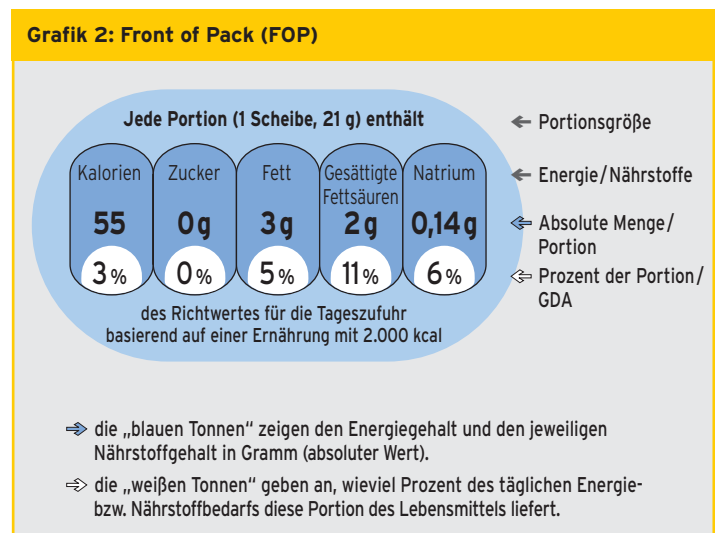 Grafik 2: Front of Pack (FOP)
Jede Portion (1 Scheibe, 21 g) enthält
Portionsgröße
Kalorien
Zucker
Fett
Gesättigte
Fettsäuren
Natrium
Energie/Nährstoffe
55
0g
3g
2g
0,14g
Absolute Menge/
Portion
3%
0%
5%
11%
6%
Prozent der Portion/
GDA
des Richtwertes für die Tageszufuhr
basierend auf einer Ernährung mit 2.000 kcal
die „blauen Tonnen“ zeigen den Energiegehalt und den jeweiligen
Nährstoffgehalt in Gramm (absoluter Wert).
die „weißen Tonnen“ geben an, wieviel Prozent des täglichen Energie-
bzw. Nährstoffbedarfs diese Portion des Lebensmittels liefert.